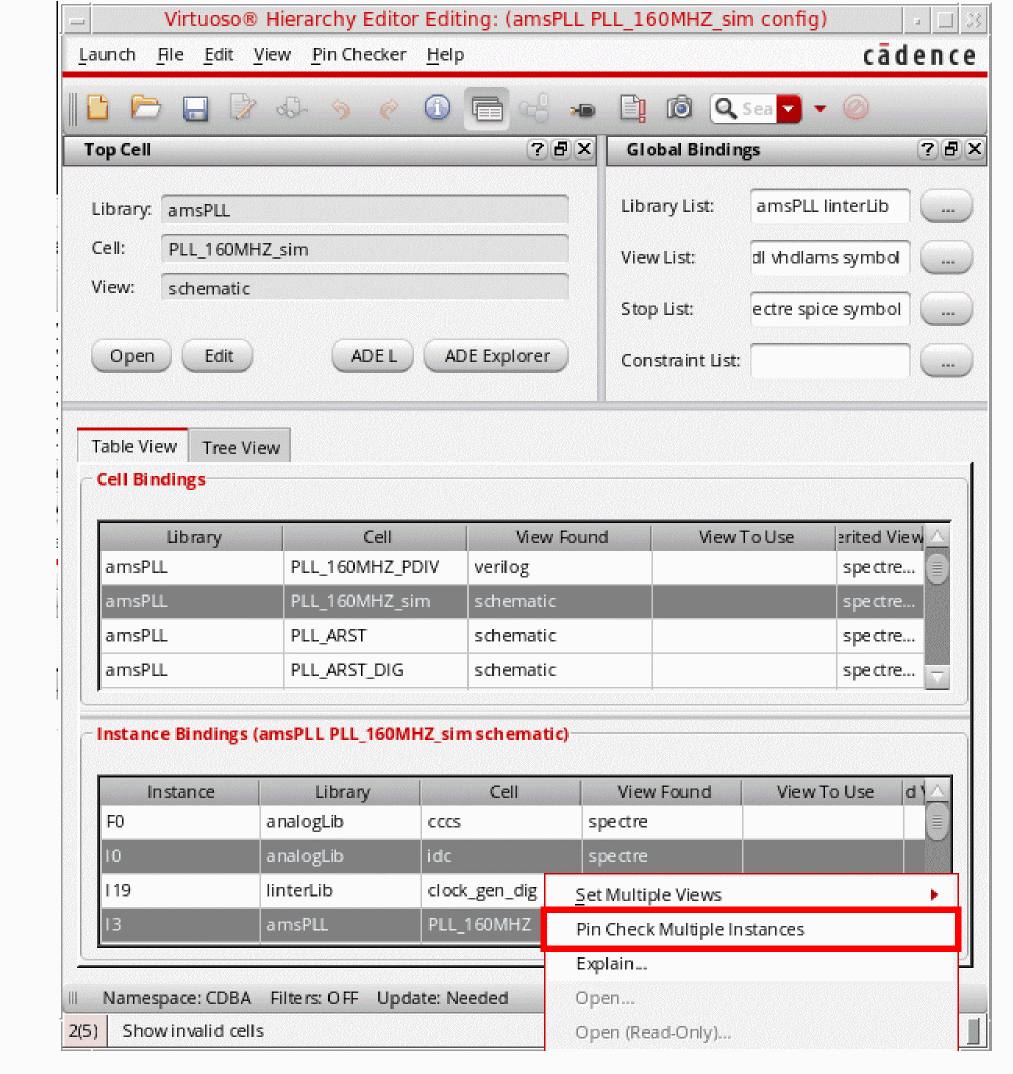 Virtuoso® Hierarchy Editor Editing: (amsPLL PLL_160MHZ_sim config)
Launch File Edit View Pin Checker Help cādence
Sea
Top Cell
Global Bindings
Library: amsPLL
Cell: PLL_160MHZ_sim
View: schematic
Open Edit ADE L ADE Explorer
Library List: amsPLL linterLib ...
View List: dl vhdlams symbol ...
Stop List: ectre spice symbol ...
Constraint List: ...
Table View Tree View
Cell Bindings
Library Cell View Found View To Use erited View
amsPLL PLL_160MHZ_PDIV verilog spectre...
amsPLL PLL_160MHZ_sim schematic spectre...
amsPLL PLL_ARST schematic spectre...
amsPLL PLL_ARST_DIG schematic spectre...
Instance Bindings (amsPLL PLL_160MHZ_sim schematic)
Instance Library Cell View Found View To Use d
F0 analogLib cccs spectre
I0 analogLib idc spectre
I19 linterLib clock_gen_dig
I3 amsPLL PLL_160MHZ
Set Multiple Views
Pin Check Multiple Instances
Explain...
Open...
Open (Read-Only)...
Namespace: CDBA Filters: OFF Update: Needed
2(5) Show invalid cells